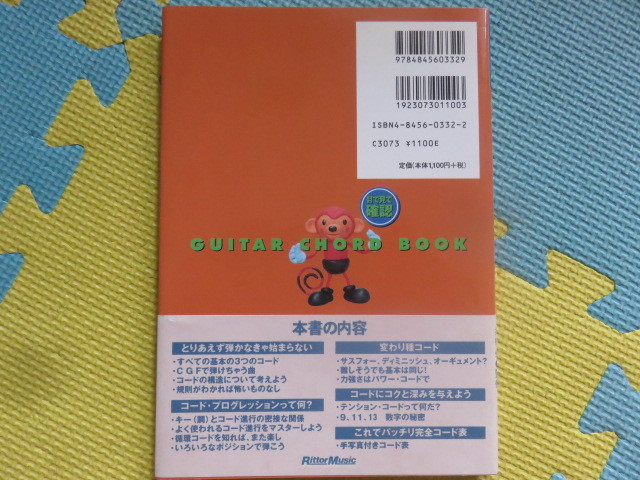 9784845603329
1923073011003
ISBN4-8456-0332-2
C3073 ¥1100E
定価(本体1,100円+税)
目で見て
確認
GUITAR CHORD BOOK
本書の内容
とりあえず弾かなきゃ始まらない
・すべての基本の3つのコード
・CGFで弾けちゃう曲
・コードの構造について考えよう
・規則がわかれば怖いものなし
コード・プログレッションって何?
・キー(調)とコード進行の密接な関係
・よく使われるコード進行をマスターしよう
・循環コードを知れば、また楽し
・いろいろなポジションで弾こう
変わり種コード
・サスフォー、ディミニッシュ、オーギュメント?
・難しそうでも基本は同じ!
・力強さはパワー・コードで
コードにコクと深みを与えよう
・テンション・コードって何だ?
・9、11、13 数字の秘密
これでバッチリ完全コード表
・手写真付きコード表
RittorMusic